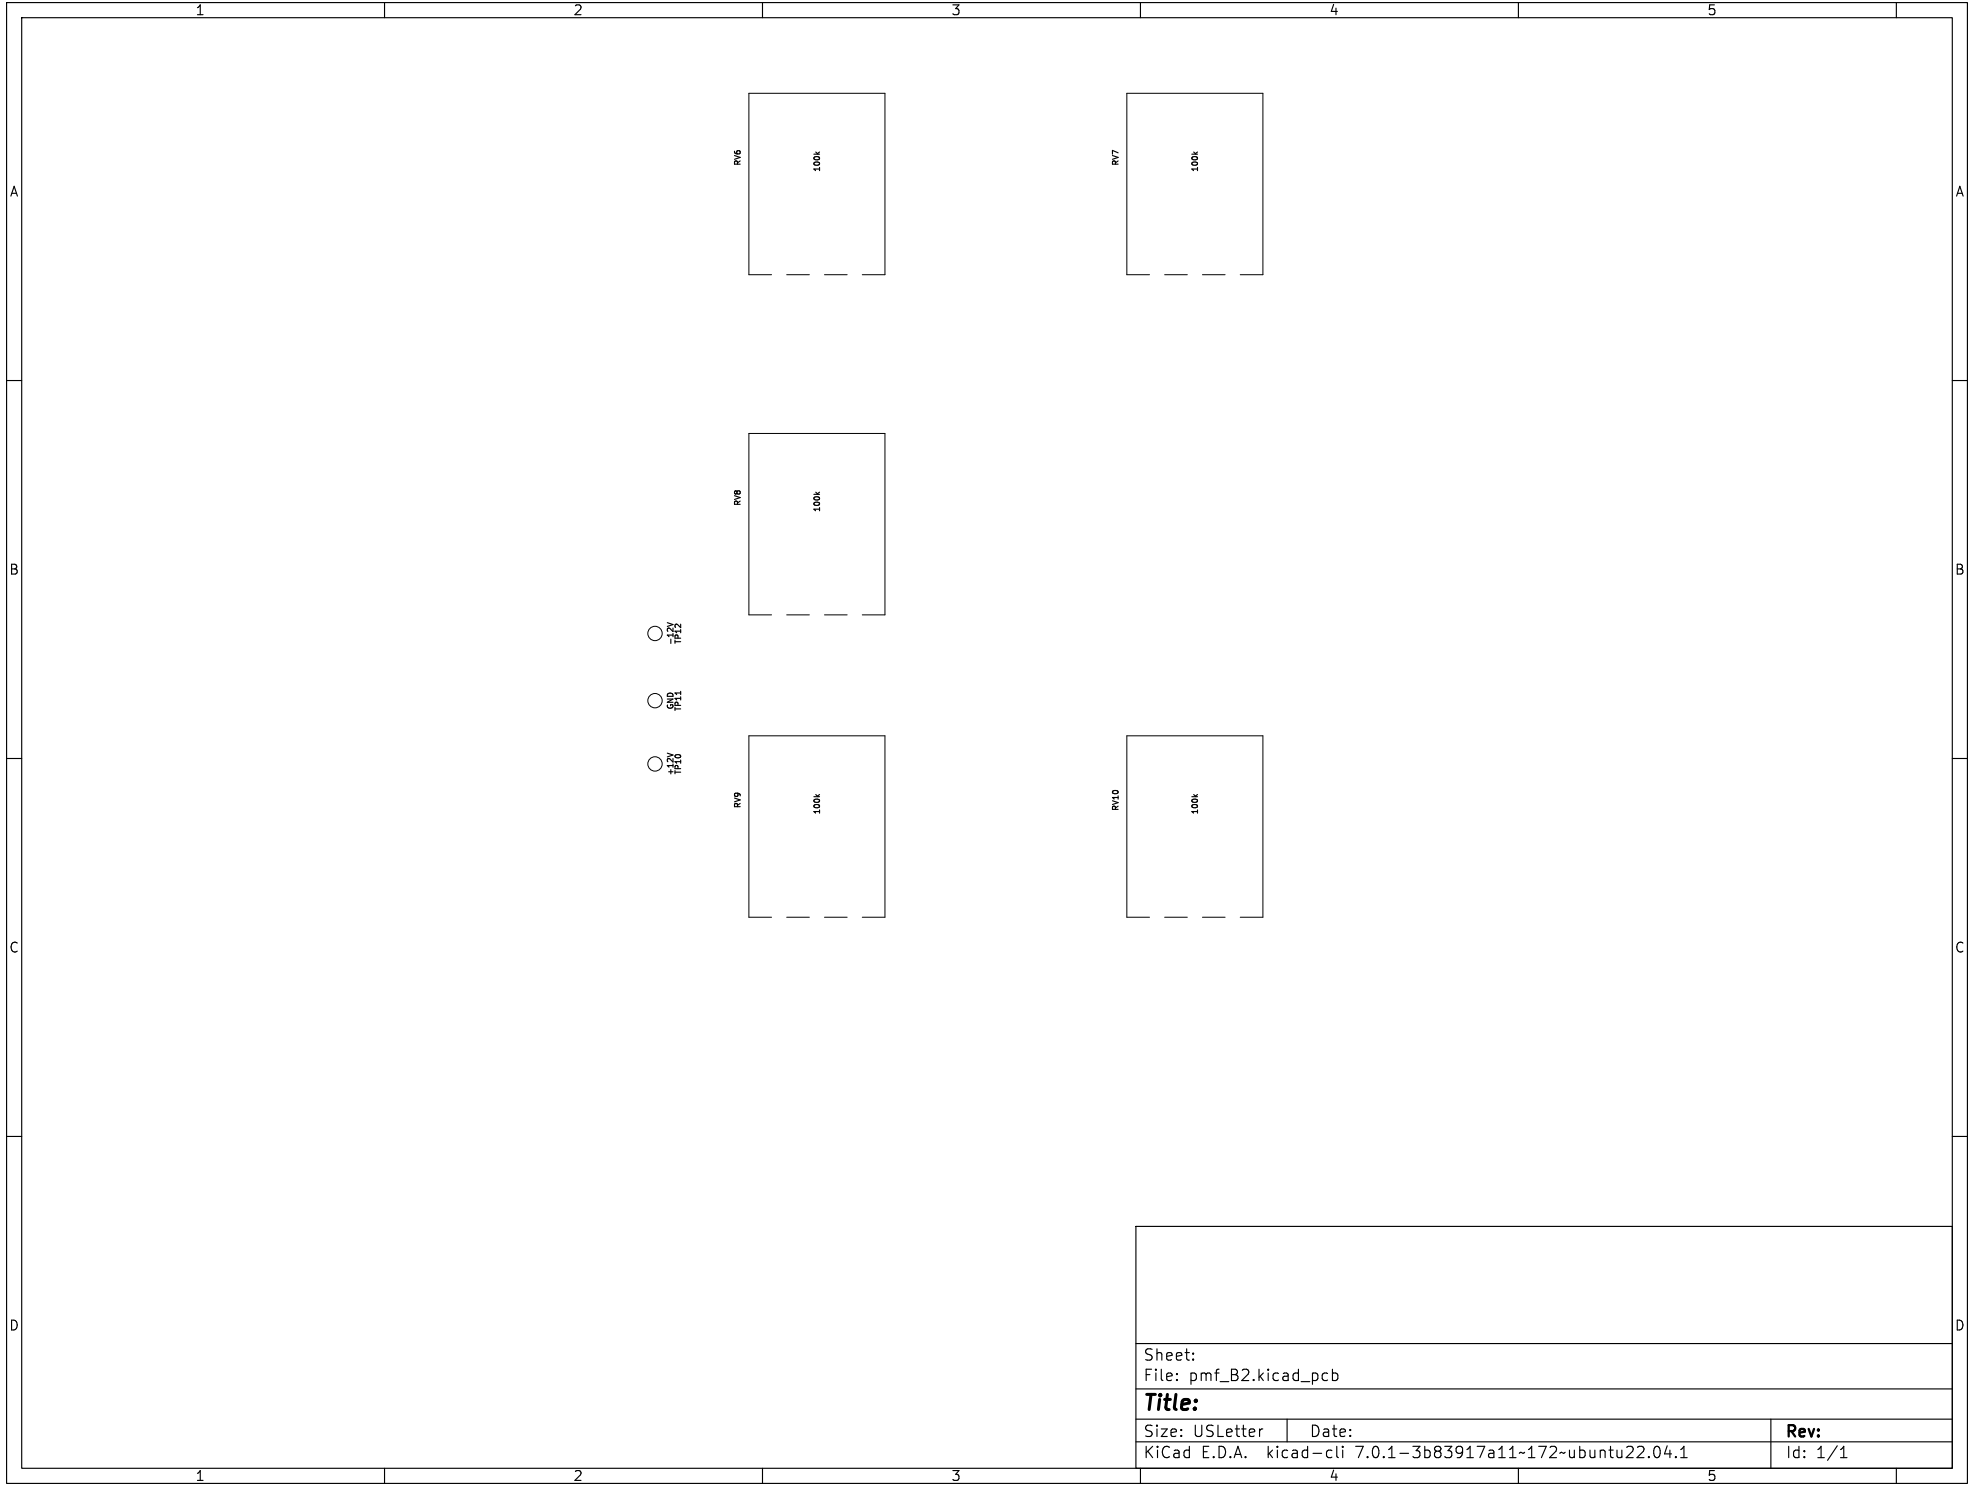 1 2 3 4 5
RV6 100k RV7 100k
A A
RV8 100k
B B
-12V
TP12
GND
TP11
+12V
TP10
RV9 100k RV10 100k
C C
D D
Sheet:
File: pmf_B2.kicad_pcb
Title:
Size: USLetter Date: Rev:
KiCad E.D.A. kicad-cli 7.0.1-3b83917a11~172~ubuntu22.04.1 Id: 1/1
1 2 3 4 5